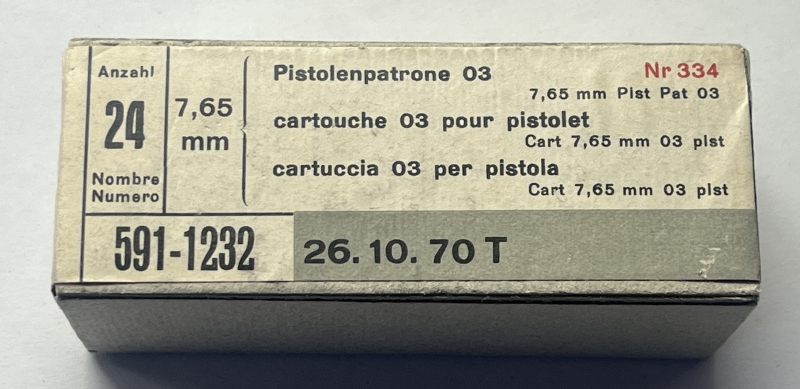 Anzahl
24
Nombre
Numero
7,65
mm
Pistolenpatrone 03
Nr 334
7,65 mm Pist Pat 03
cartouche 03 pour pistolet
Cart 7,65 mm 03 pist
cartuccia 03 per pistola
Cart 7,65 mm 03 pist
591-1232
26. 10. 70 T